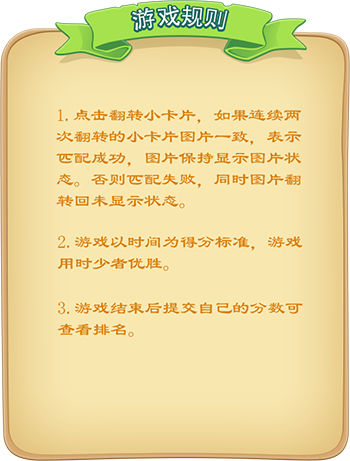 游戏规则
1.点击翻转小卡片，如果连续两
次翻转的小卡片图片一致，表示
匹配成功，图片保持显示图片状
态。否则匹配失败，同时图片翻
转回未显示状态。
2.游戏以时间为得分标准，游戏
用时少者优胜。
3.游戏结束后提交自己的分数可
查看排名。